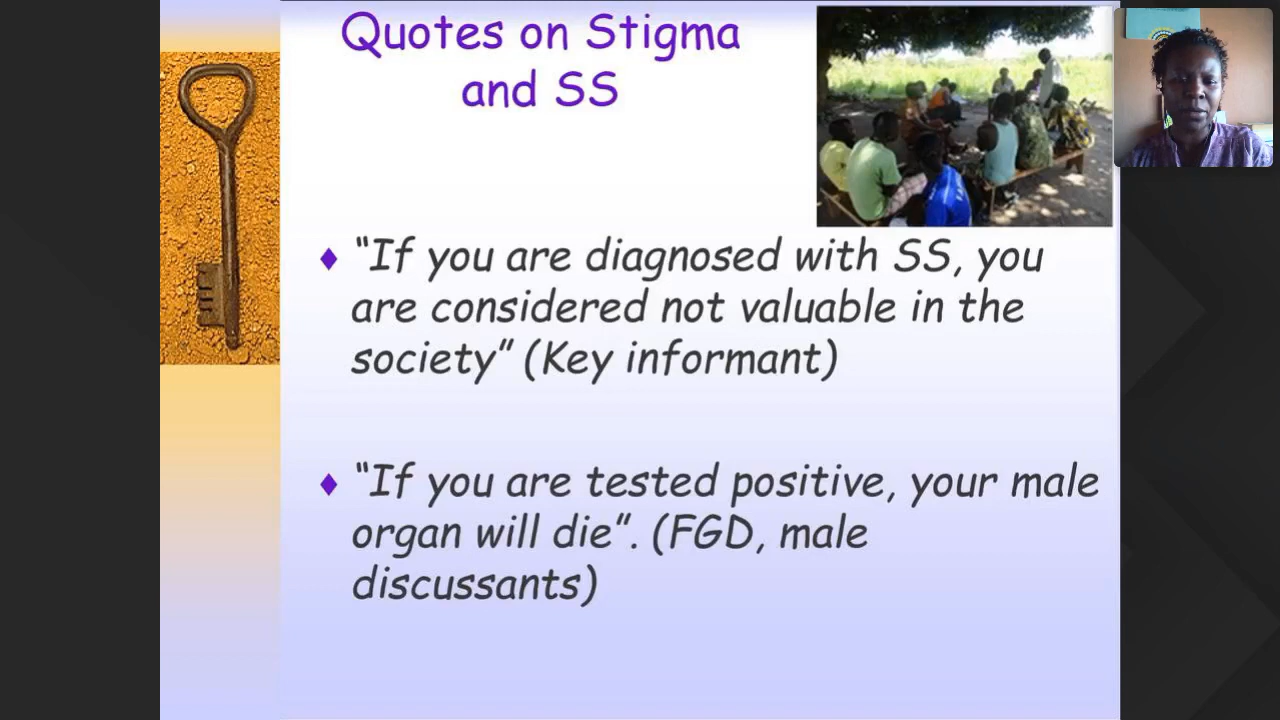 Quotes on Stigma
and SS
♦ “If you are diagnosed with SS, you
are considered not valuable in the
society” (Key informant)
♦ “If you are tested positive, your male
organ will die”. (FGD, male
discussants)